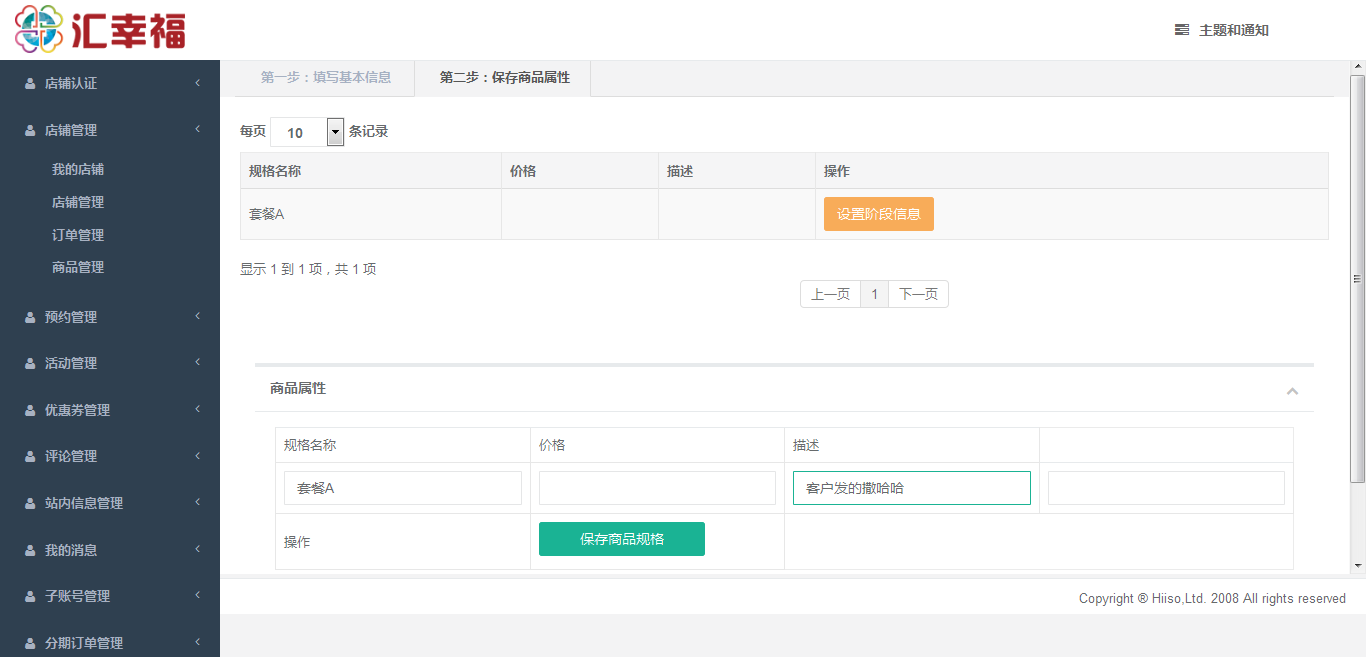 汇幸福
主题和通知
店铺认证
店铺管理
我的店铺
店铺管理
订单管理
商品管理
预约管理
活动管理
优惠券管理
评论管理
站内信息管理
我的消息
子账号管理
分期订单管理
第一步：填写基本信息 第二步：保存商品属性
每页 10 条记录
规格名称 价格 描述 操作
套餐A 设置阶段信息
显示 1 到 1 项，共 1 项
上一页 1 下一页
商品属性
规格名称 价格 描述
套餐A 客户发的撒哈哈
操作 保存商品规格
Copyright ® Hiiso,Ltd. 2008 All rights reserved